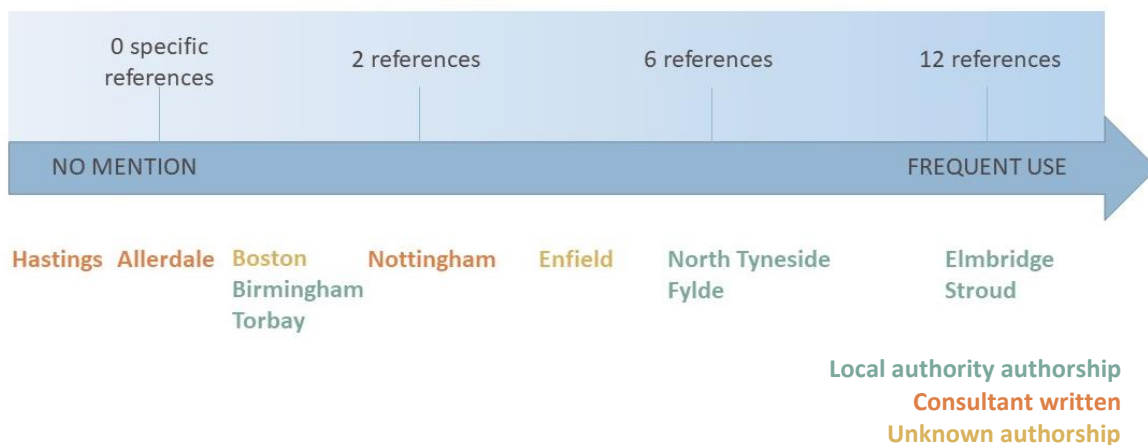 0 specific
references
2 references
6 references
12 references
NO MENTION
FREQUENT USE
Hastings
Allerdale
Boston
Birmingham
Torbay
Nottingham
Enfield
North Tyneside
Fylde
Elmbridge
Stroud
Local authority authorship
Consultant written
Unknown authorship